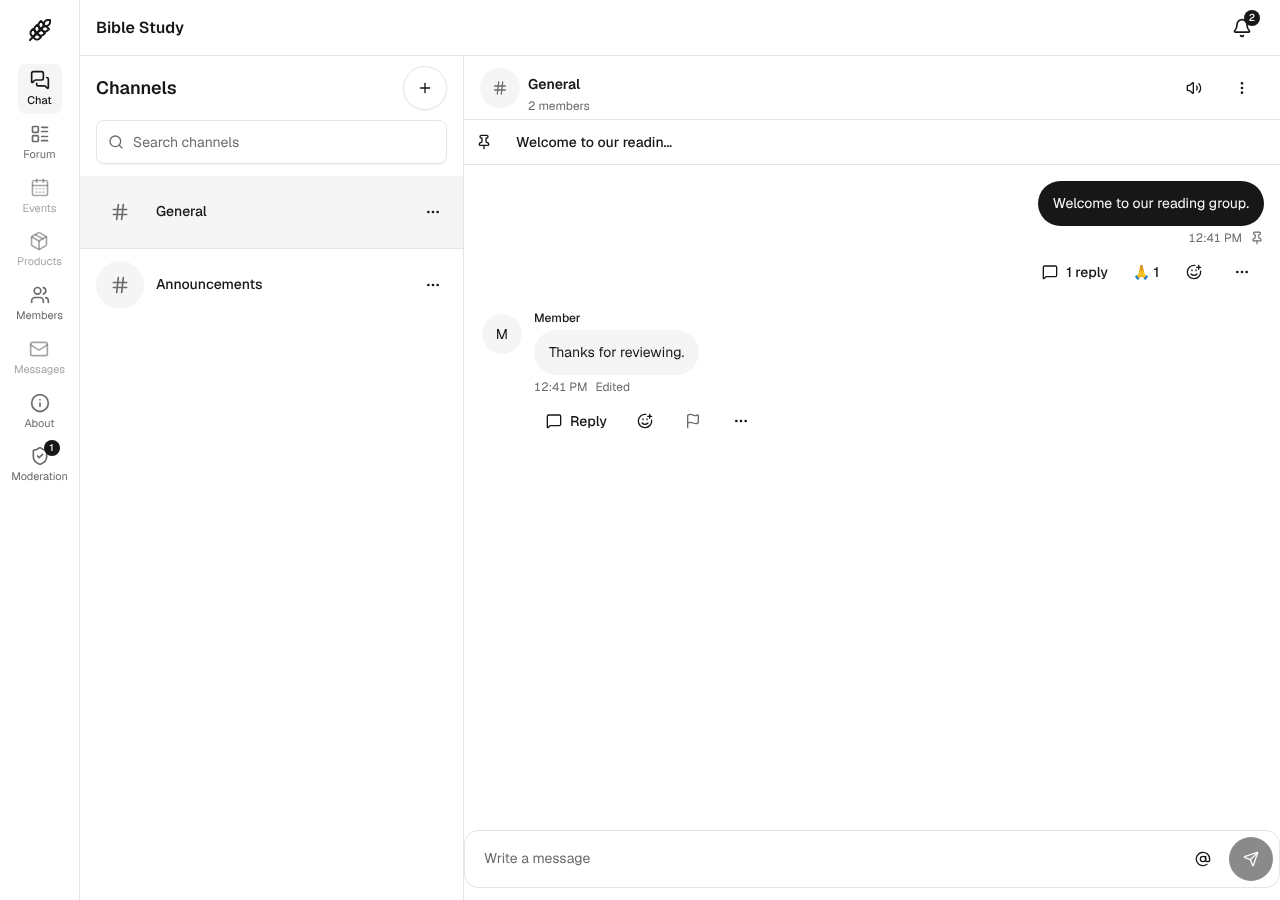 Bible Study
2
Chat
Forum
Events
Products
Members
Messages
About
1
Moderation
Channels
Search channels
General
Announcements
General
2 members
Welcome to our readin...
Welcome to our reading group.
12:41 PM
1 reply
🙏 1
M
Member
Thanks for reviewing.
12:41 PM Edited
Reply
Write a message